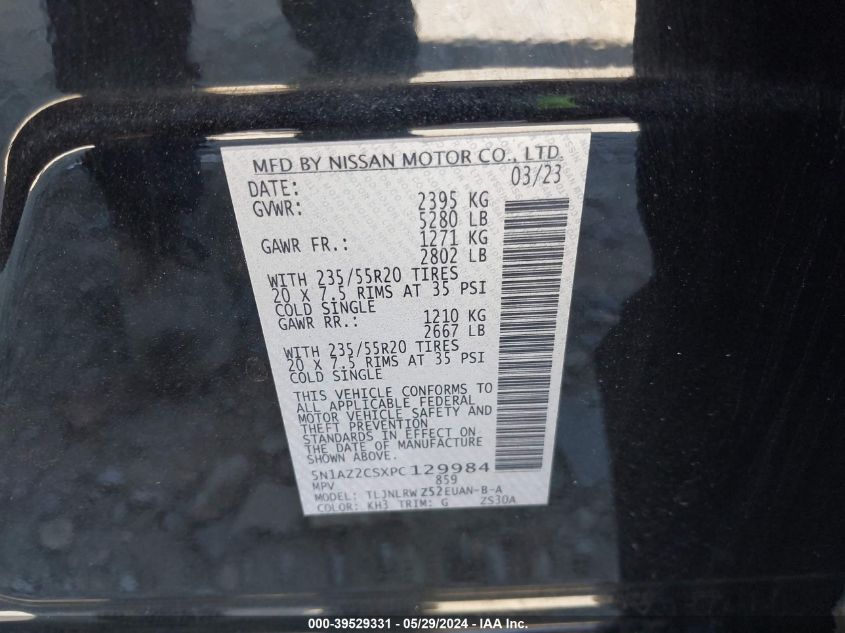 MFD BY NISSAN MOTOR CO., LTD.
DATE: 03/23
GVWR: 2395 KG
5280 LB
GAWR FR.: 1271 KG
2802 LB
WITH 235/55R20 TIRES
20 X 7.5 RIMS AT 35 PSI
COLD SINGLE
GAWR RR.: 1210 KG
2667 LB
WITH 235/55R20 TIRES
20 X 7.5 RIMS AT 35 PSI
COLD SINGLE
THIS VEHICLE CONFORMS TO
ALL APPLICABLE FEDERAL
MOTOR VEHICLE SAFETY AND
THEFT PREVENTION
STANDARDS IN EFFECT ON
THE DATE OF MANUFACTURE
SHOWN ABOVE.
5N1AZ2CSXPC129984
MPV 859
MODEL: TLJNLRW Z52EUAN-B-A
COLOR: KH3 TRIM: G ZS30A
000-39529331 - 05/29/2024 - IAA Inc.